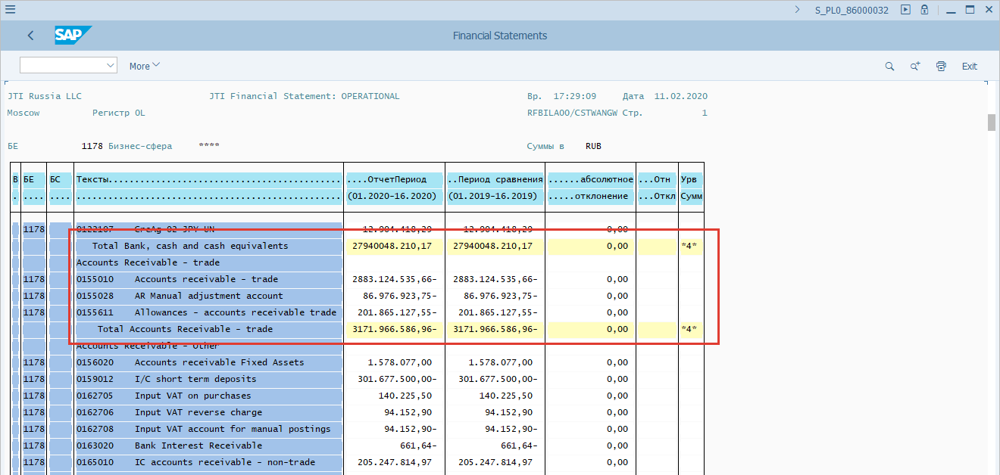 S_PL0_86000032
SAP
Financial Statements
More
Exit
JTI Russia LLC JTI Financial Statement: OPERATIONAL Вр. 17:29:09 Дата 11.02.2020
Moscow Регистр OL RFBILA00/CSTWANGW Стр. 1
БЕ 1178 Бизнес-сфера **** Суммы в RUB
В БЕ БС Тексты............................................ ....ОтчетПериод ..Период сравнения ......абсолютное ...Отн Урв
. .... .... .................................................. (01.2020-16.2020) (01.2019-16.2019) .....отклонение ...Откл Сумм
1178 0122107 CreAg 02 JPY UN 12.904.418,29 12.904.418,29 0,00
Total Bank, cash and cash equivalents 27940048.210,17 27940048.210,17 0,00 *4*
Accounts Receivable - trade
1178 0155010 Accounts receivable - trade 2883.124.535,66- 2883.124.535,66- 0,00
1178 0155028 AR Manual adjustment account 86.976.923,75- 86.976.923,75- 0,00
1178 0155611 Allowances - accounts receivable trade 201.865.127,55- 201.865.127,55- 0,00
Total Accounts Receivable - trade 3171.966.586,96- 3171.966.586,96- 0,00 *4*
Accounts Receivable - Other
1178 0156020 Accounts receivable Fixed Assets 1.578.077,00 1.578.077,00 0,00
1178 0159012 I/C short term deposits 301.677.500,00- 301.677.500,00- 0,00
1178 0162705 Input VAT on purchases 140.225,50 140.225,50 0,00
1178 0162706 Input VAT reverse charge 94.152,90 94.152,90 0,00
1178 0162708 Input VAT account for manual postings 94.152,90- 94.152,90- 0,00
1178 0163020 Bank Interest Receivable 661,64- 661,64- 0,00
1178 0165010 IC accounts receivable - non-trade 205.247.814,97 205.247.814,97 0,00